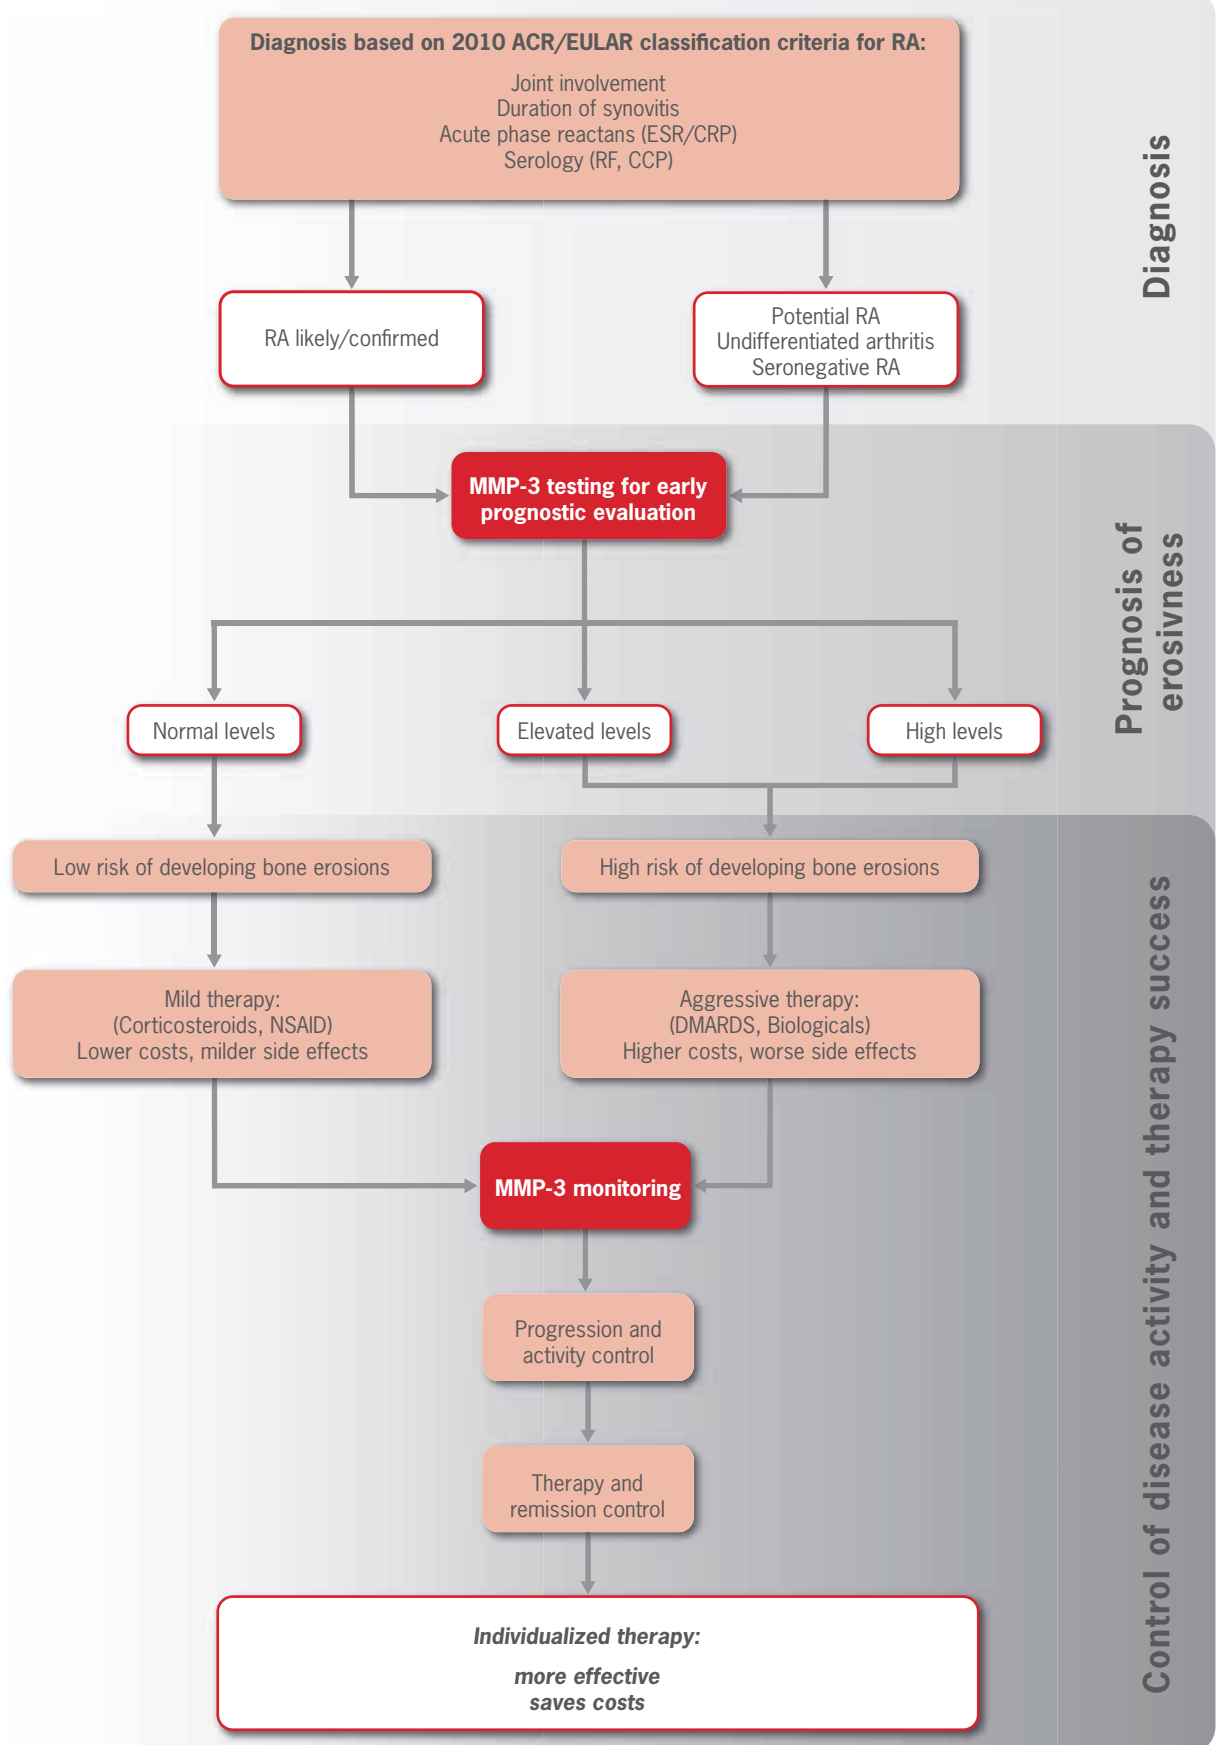 Diagnosis based on 2010 ACR/EULAR classification criteria for RA:
Joint involvement
Duration of synovitis
Acute phase reactans (ESR/CRP)
Serology (RF, CCP)
Diagnosis
RA likely/confirmed
Potential RA
Undifferentiated arthritis
Seronegative RA
MMP-3 testing for early
prognostic evaluation
Prognosis of
erosivness
Normal levels
Elevated levels
High levels
Low risk of developing bone erosions
High risk of developing bone erosions
Mild therapy:
(Corticosteroids, NSAID)
Lower costs, milder side effects
Aggressive therapy:
(DMARDS, Biologicals)
Higher costs, worse side effects
Control of disease activity and therapy success
MMP-3 monitoring
Progression and
activity control
Therapy and
remission control
Individualized therapy:
more effective
saves costs